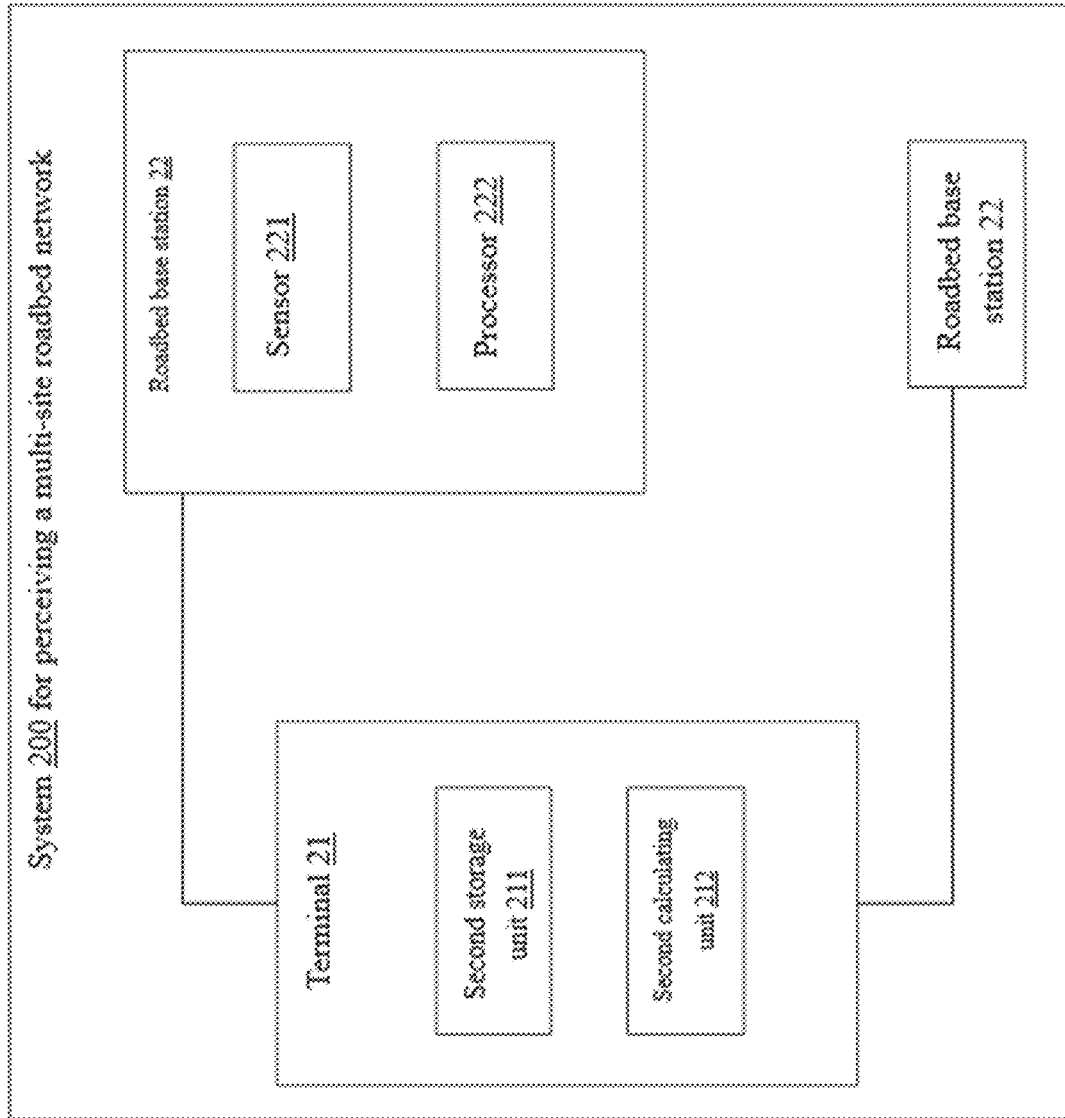 System 200 for perceiving a multi-site roadbed network
Terminal 21
Second storage
unit 211
Second calculating
unit 212
Roadbed base station 22
Sensor 221
Processor 222
Roadbed base
station 22